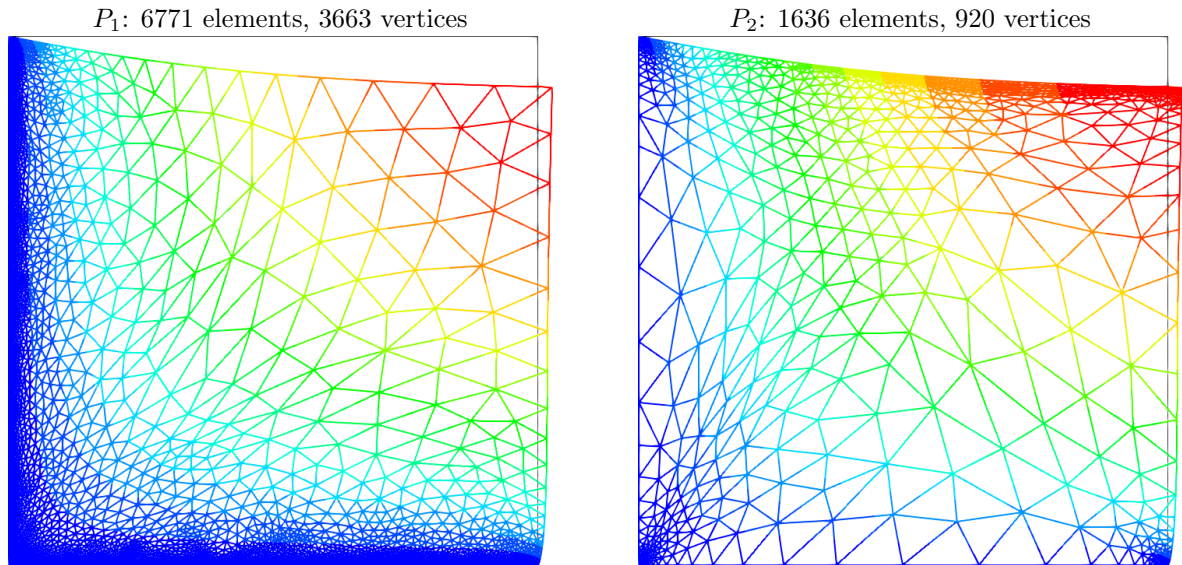 P₁: 6771 elements, 3663 vertices
P₂: 1636 elements, 920 vertices